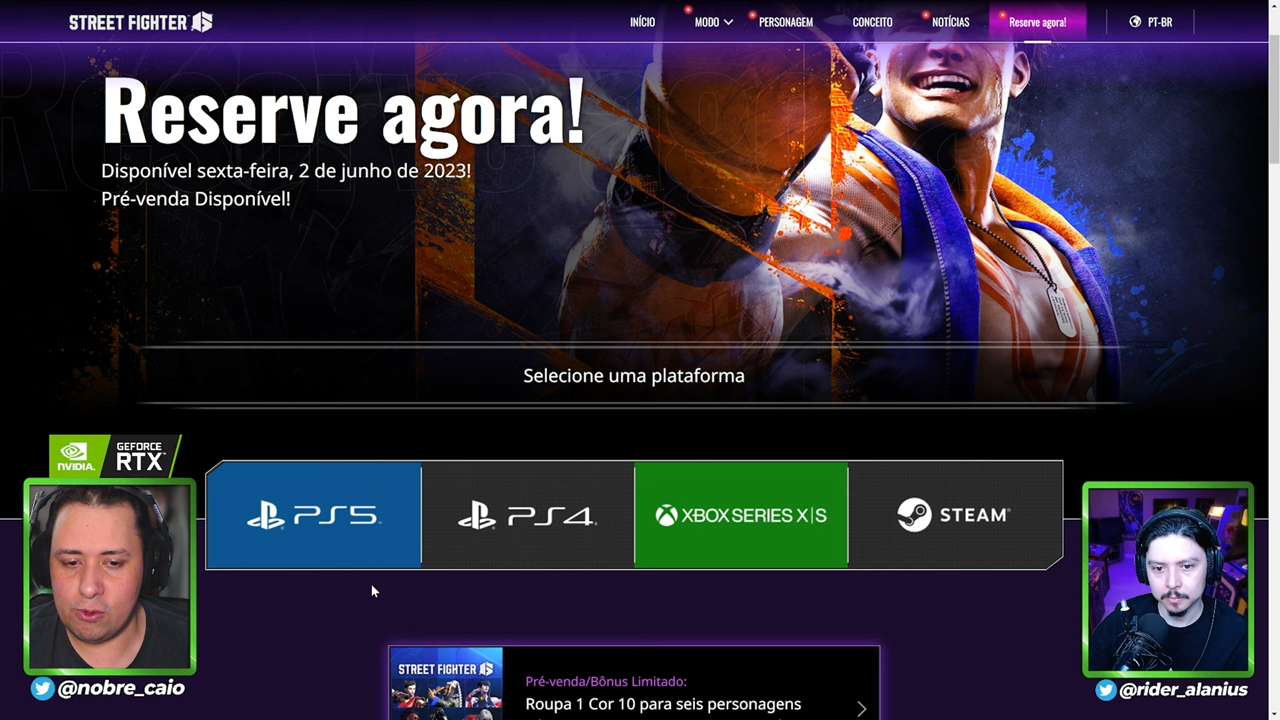 STREET FIGHTER 6
INÍCIO
MODO
PERSONAGEM
CONCEITO
NOTÍCIAS
Reserve agora!
PT-BR
Reserve agora!
Disponível sexta-feira, 2 de junho de 2023!
Pré-venda Disponível!
Selecione uma plataforma
NVIDIA.
GEFORCE
RTX
PS5
PS4
XBOX SERIES X|S
STEAM
STREET FIGHTER 6
Pré-venda/Bônus Limitado:
Roupa 1 Cor 10 para seis personagens
@nobre_caio
@rider_alanius